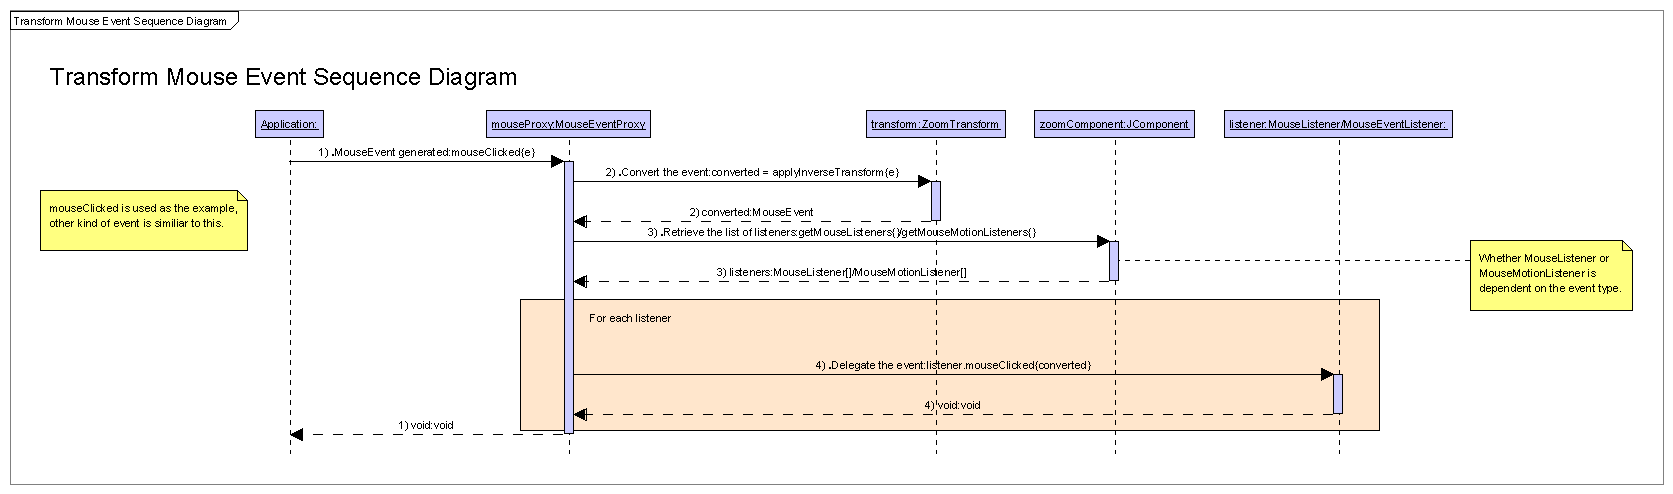 Transform Mouse Event Sequence Diagram
Transform Mouse Event Sequence Diagram
Application:
mouseProxy:MouseEventProxy
transform:ZoomTransform
zoomComponent:JComponent
listener:MouseListener/MouseEventListener:
1) .MouseEvent generated:mouseClicked{e}
2) .Convert the event:converted = applyInverseTransform{e}
mouseClicked is used as the example,
other kind of event is similiar to this.
2) converted:MouseEvent
3) .Retrieve the list of listeners:getMouseListeners{}/getMouseMotionListeners{}
Whether MouseListener or
MouseMotionListener is
dependent on the event type.
3) listeners:MouseListener[]/MouseMotionListener[]
For each listener
4) .Delegate the event:listener.mouseClicked{converted}
4) void:void
1) void:void